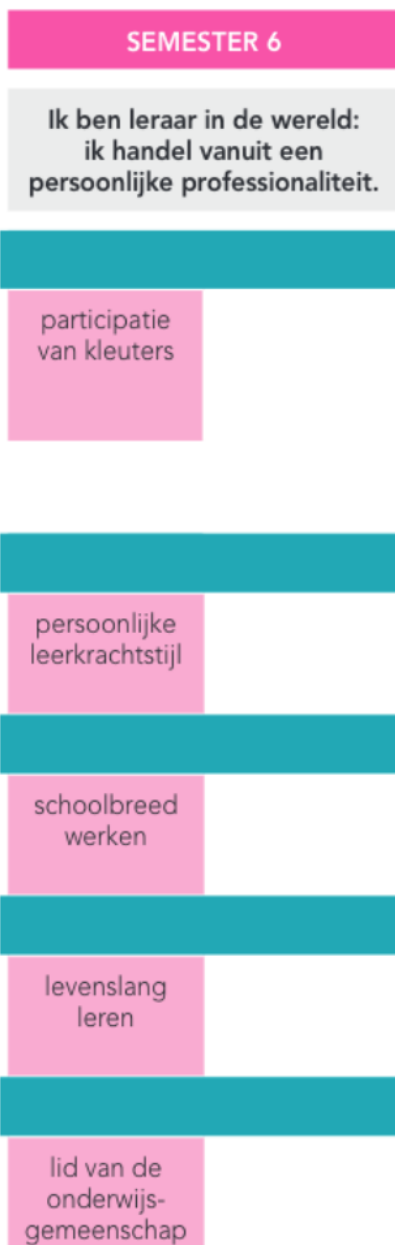 SEMESTER 6
Ik ben leraar in de wereld:
ik handel vanuit een
persoonlijke professionaliteit.
participatie
van kleuters
persoonlijke
leerkrachtstijl
schoolbreed
werken
levenslang
leren
lid van de
onderwijs-
gemeenschap